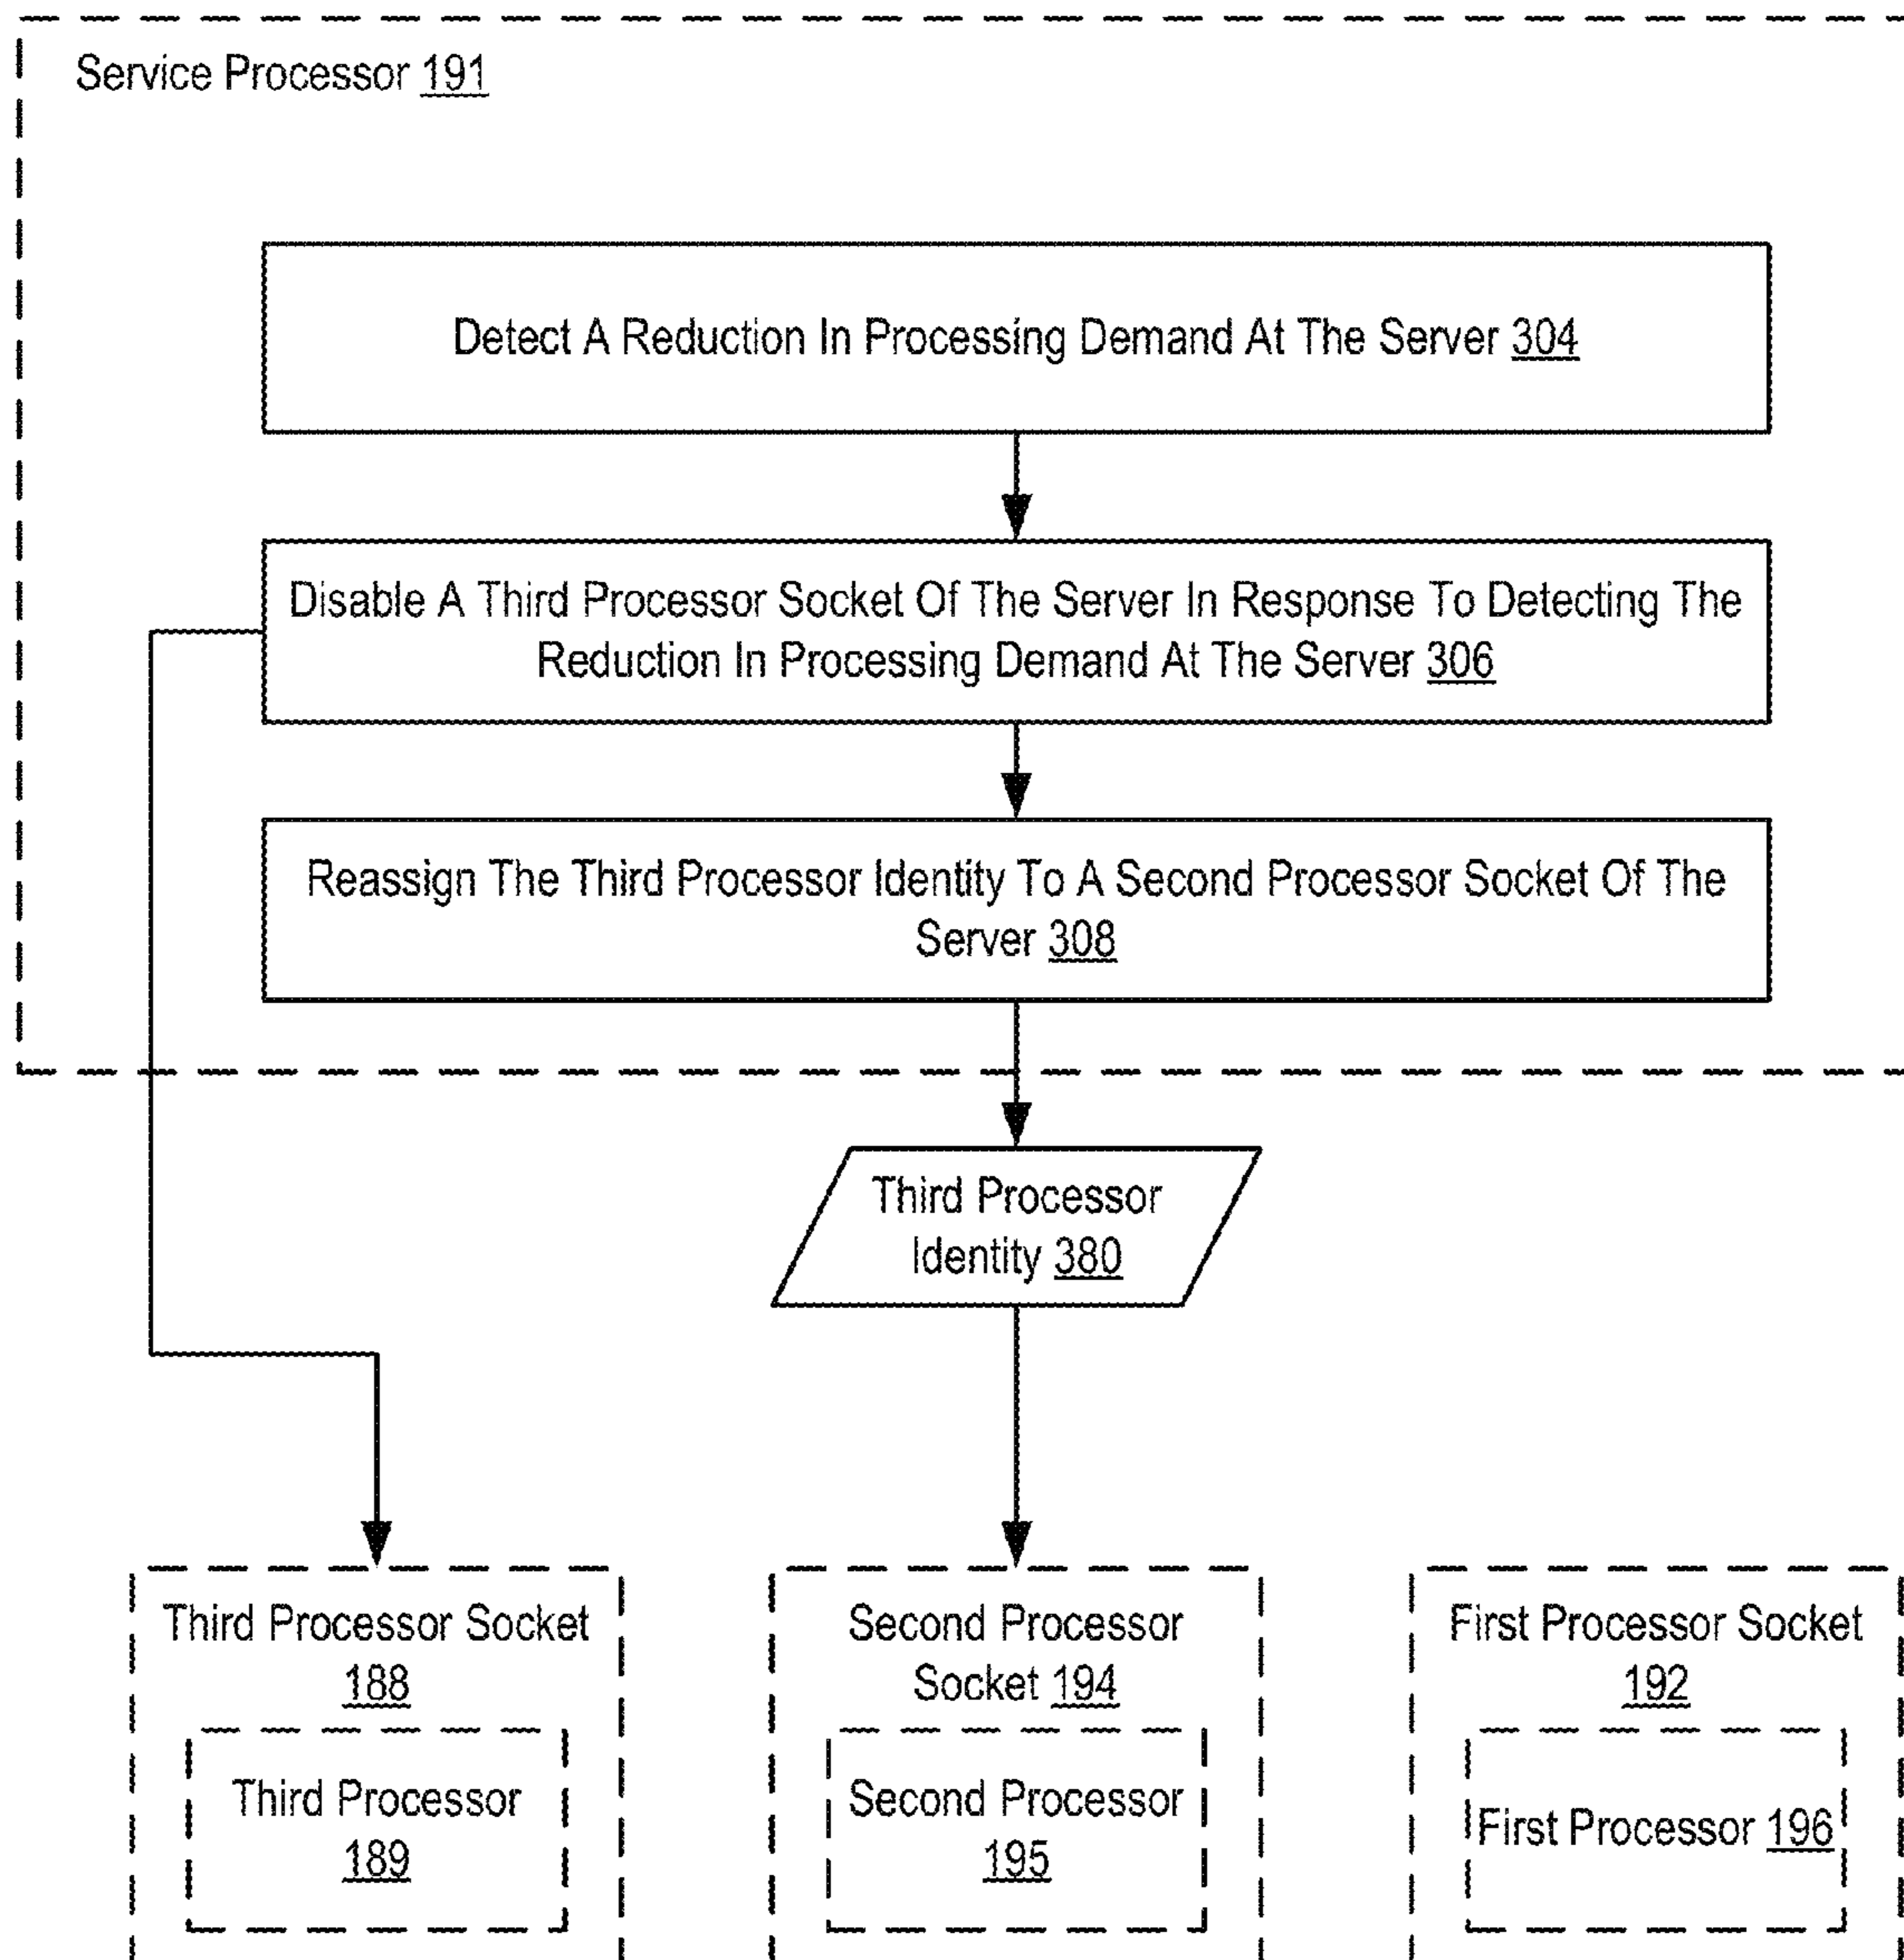 Service Processor 191
Detect A Reduction In Processing Demand At The Server 304
Disable A Third Processor Socket Of The Server In Response To Detecting The
Reduction In Processing Demand At The Server 306
Reassign The Third Processor Identity To A Second Processor Socket Of The
Server 308
Third Processor
Identity 380
Third Processor Socket
188
Third Processor
189
Second Processor
Socket 194
Second Processor
195
First Processor Socket
192
First Processor 196